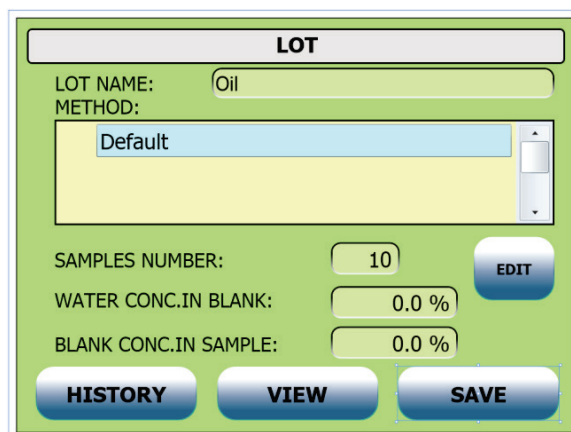 LOT
LOT NAME: Oil
METHOD:
Default
SAMPLES NUMBER: 10
EDIT
WATER CONC.IN BLANK: 0.0 %
BLANK CONC.IN SAMPLE: 0.0 %
HISTORY VIEW SAVE